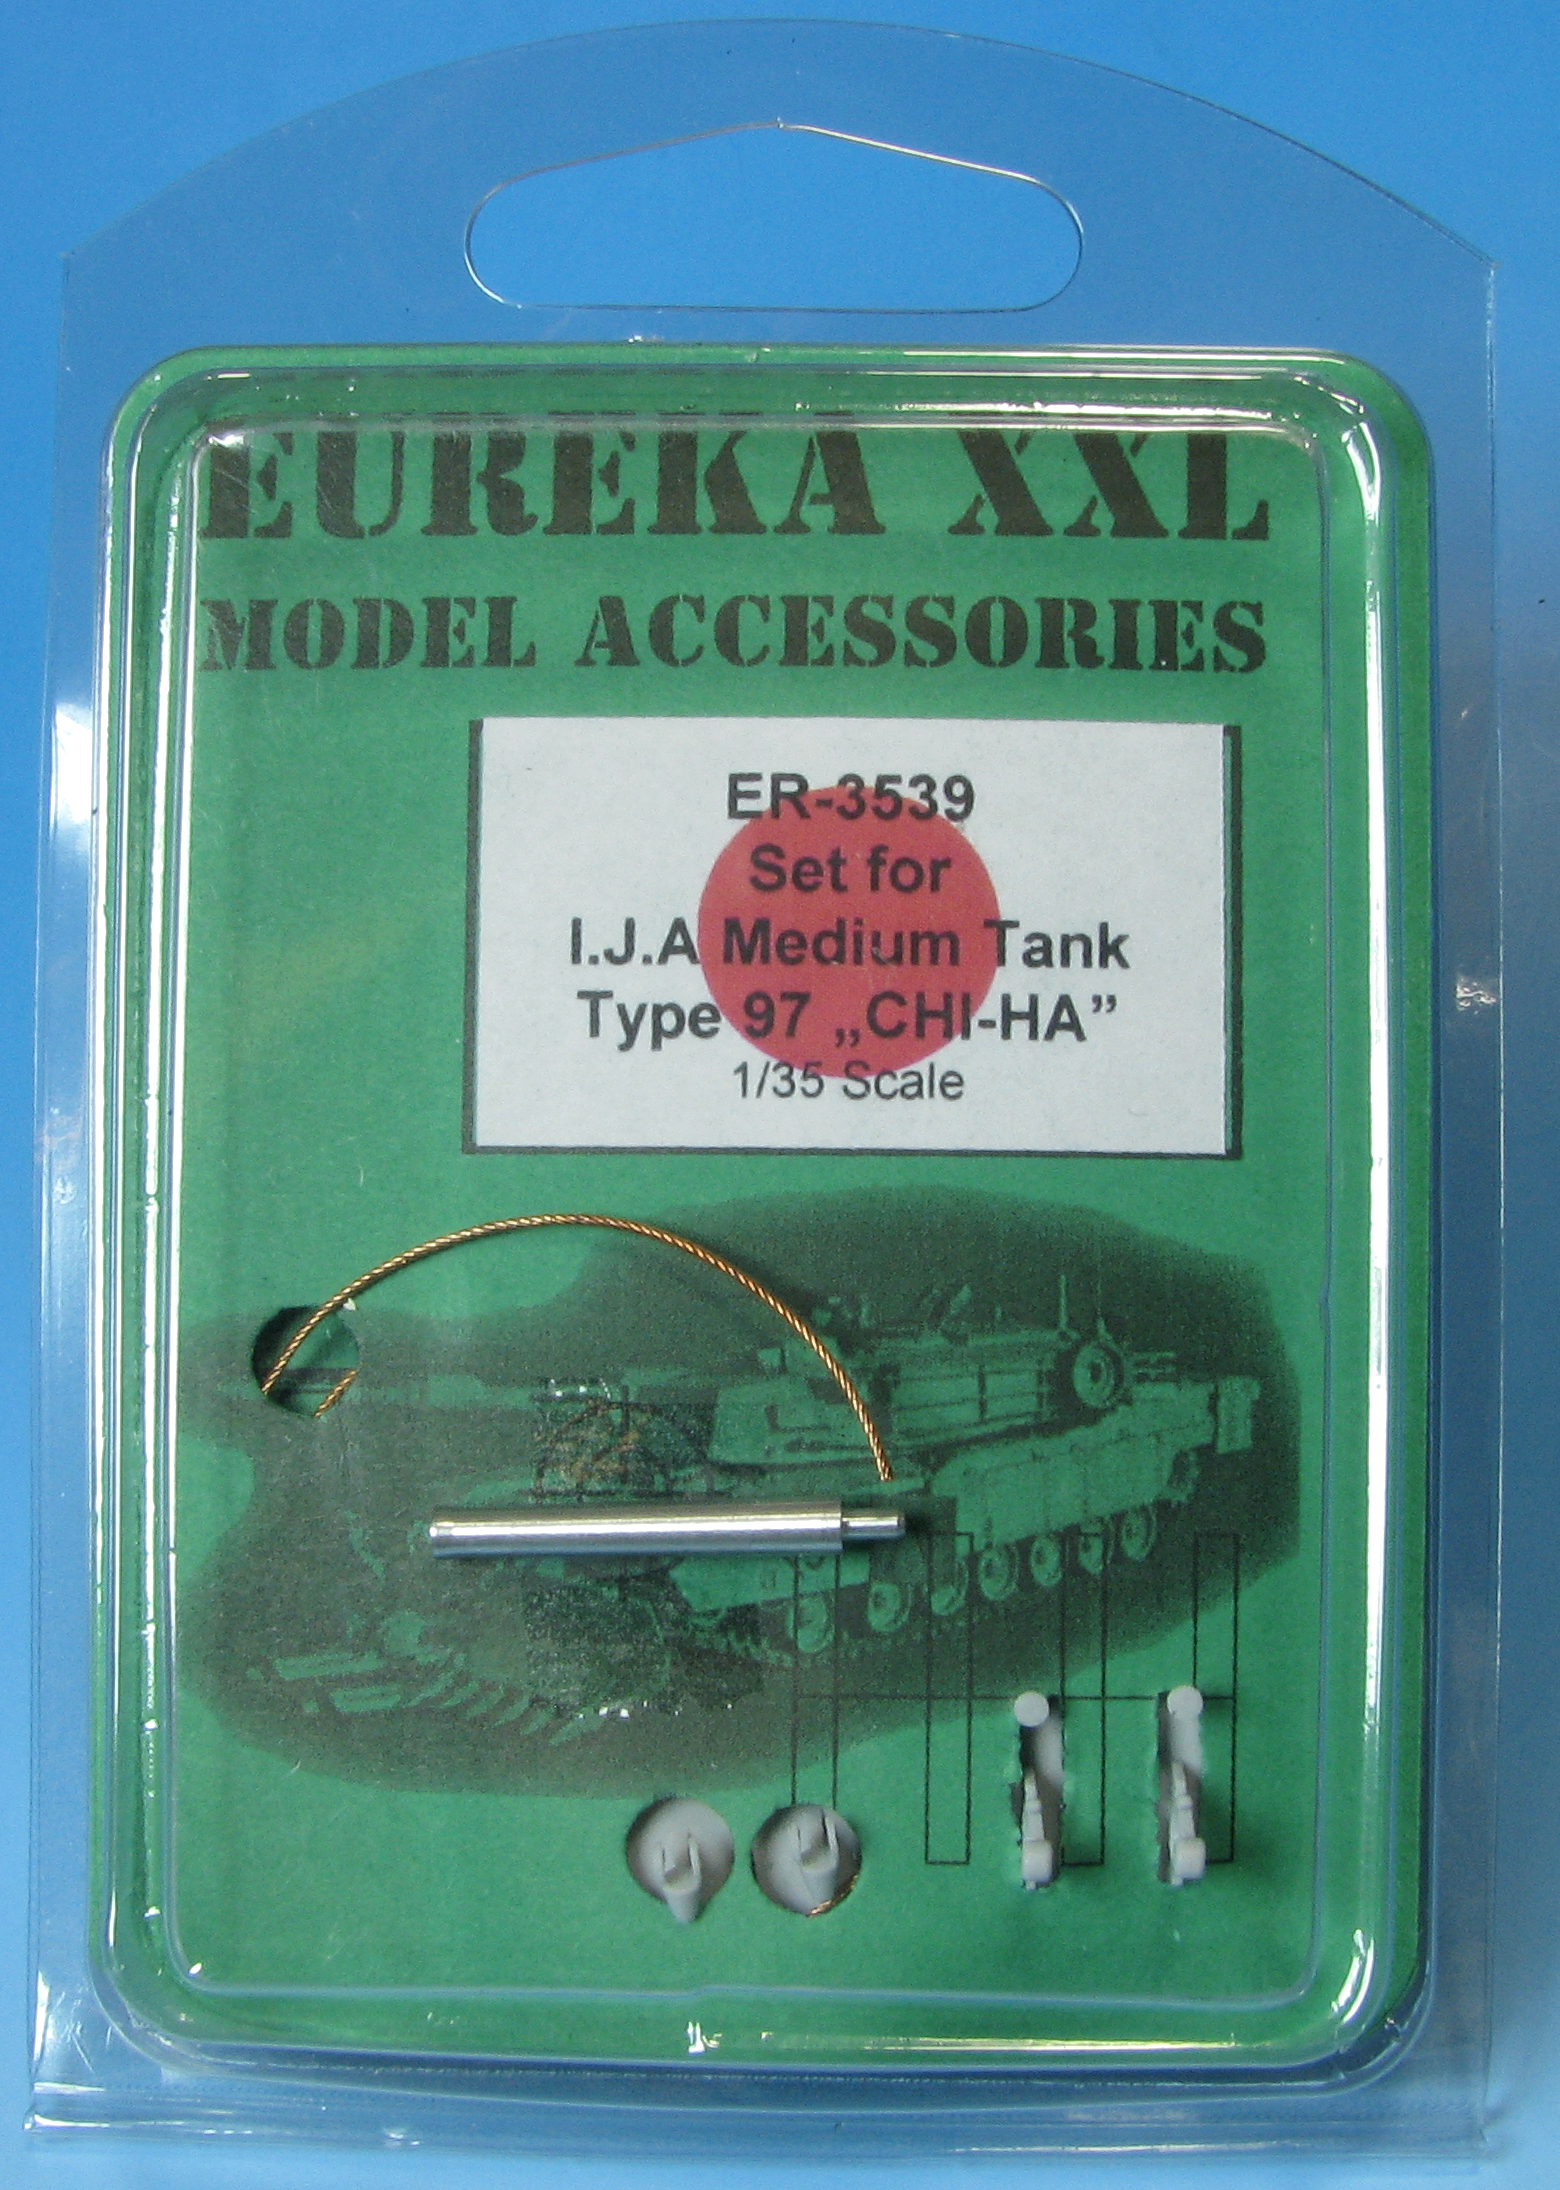 EUREKA XXL
MODEL ACCESSORIES
ER-3539
Set for
I.J.A Medium Tank
Type 97 „CHI-HA”
1/35 Scale